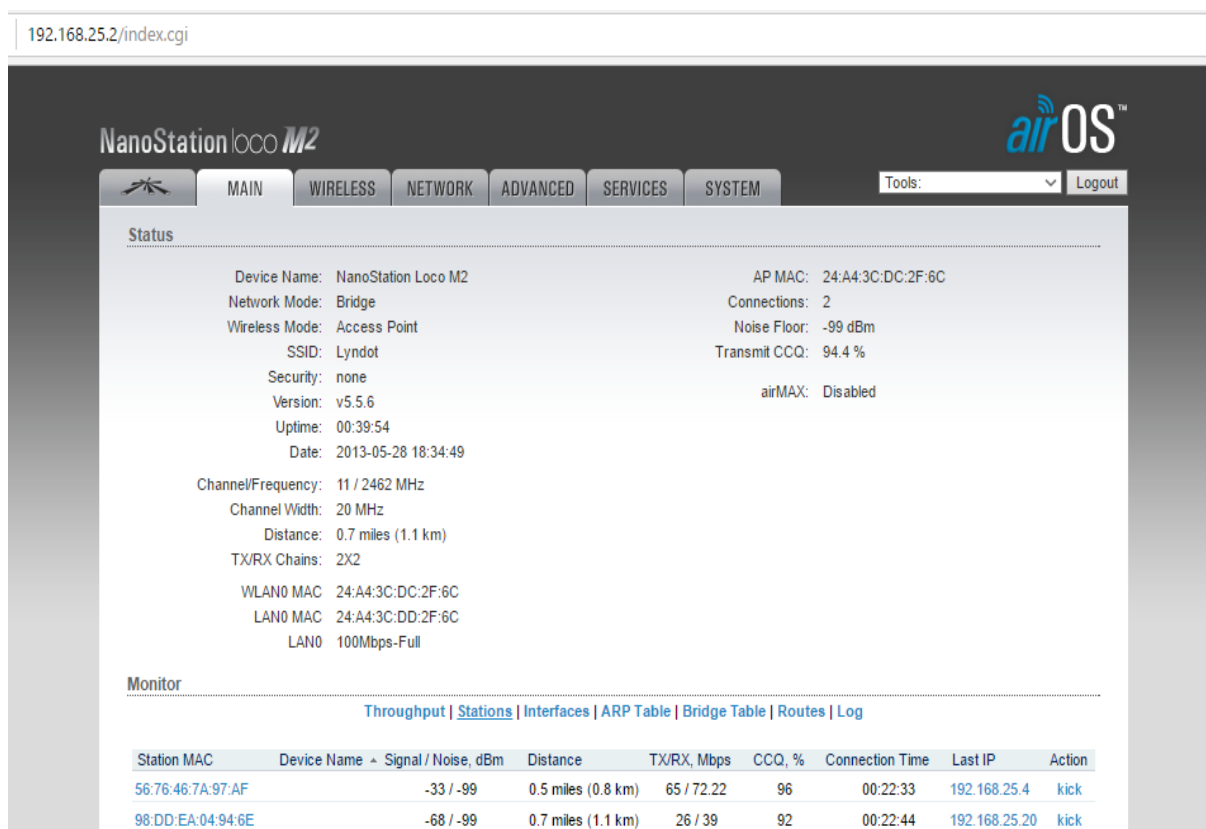 192.168.25.2/index.cgi
NanoStation loco M2
airOS™
MAIN WIRELESS NETWORK ADVANCED SERVICES SYSTEM Tools: Logout
Status
Device Name: NanoStation Loco M2
Network Mode: Bridge
Wireless Mode: Access Point
SSID: Lyndot
Security: none
Version: v5.5.6
Uptime: 00:39:54
Date: 2013-05-28 18:34:49
Channel/Frequency: 11 / 2462 MHz
Channel Width: 20 MHz
Distance: 0.7 miles (1.1 km)
TX/RX Chains: 2X2
WLAN0 MAC 24:A4:3C:DC:2F:6C
LAN0 MAC 24:A4:3C:DD:2F:6C
LAN0 100Mbps-Full
AP MAC: 24:A4:3C:DC:2F:6C
Connections: 2
Noise Floor: -99 dBm
Transmit CCQ: 94.4 %
airMAX: Disabled
Monitor
Throughput | Stations | Interfaces | ARP Table | Bridge Table | Routes | Log
Station MAC Device Name Signal / Noise, dBm Distance TX/RX, Mbps CCQ, % Connection Time Last IP Action
56:76:46:7A:97:AF -33 / -99 0.5 miles (0.8 km) 65 / 72.22 96 00:22:33 192.168.25.4 kick
98:DD:EA:04:94:6E -68 / -99 0.7 miles (1.1 km) 26 / 39 92 00:22:44 192.168.25.20 kick